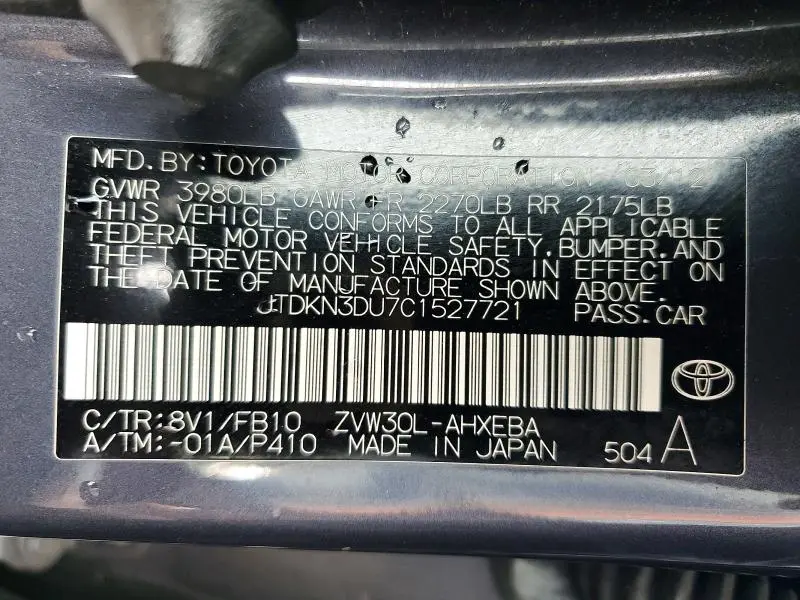 MFD.BY:TOYOTA MOTOR CORPORATION 03/12
GVWR 3980LB GAWR FR 2270LB RR 2175LB
THIS VEHICLE CONFORMS TO ALL APPLICABLE
FEDERAL MOTOR VEHICLE SAFETY,BUMPER,AND
THEFT PREVENTION STANDARDS IN EFFECT ON
THE DATE OF MANUFACTURE SHOWN ABOVE.
JTDKN3DU7C1527721 PASS.CAR
C/TR:8V1/FB10 ZVW30L-AHXEBA
A/TM:-01A/P410 MADE IN JAPAN 504 A